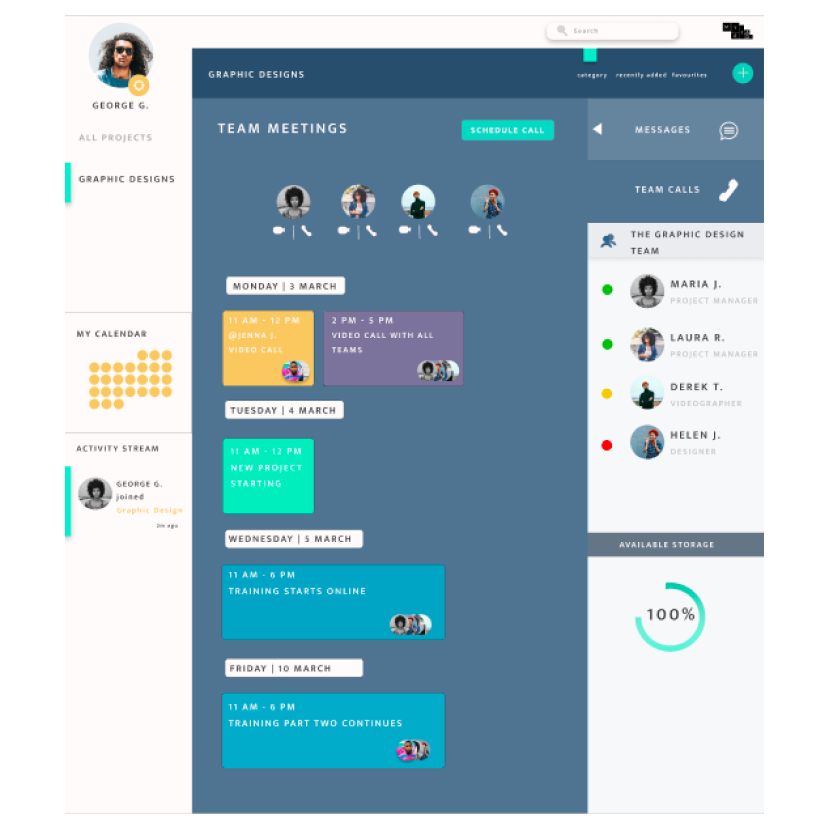 Search
GEORGE G.
ALL PROJECTS
GRAPHIC DESIGNS
MY CALENDAR
ACTIVITY STREAM
GEORGE G.
joined
Graphic Design
GRAPHIC DESIGNS
category recently added favourites
TEAM MEETINGS
SCHEDULE CALL
MONDAY | 3 MARCH
11 AM - 12 PM
@JENNA J.
VIDEO CALL
2 PM - 5 PM
VIDEO CALL WITH ALL
TEAMS
TUESDAY | 4 MARCH
11 AM - 12 PM
NEW PROJECT
STARTING
WEDNESDAY | 5 MARCH
11 AM - 6 PM
TRAINING STARTS ONLINE
FRIDAY | 10 MARCH
11 AM - 6 PM
TRAINING PART TWO CONTINUES
MESSAGES
TEAM CALLS
THE GRAPHIC DESIGN
TEAM
MARIA J.
PROJECT MANAGER
LAURA R.
PROJECT MANAGER
DEREK T.
VIDEOGRAPHER
HELEN J.
DESIGNER
AVAILABLE STORAGE
100%